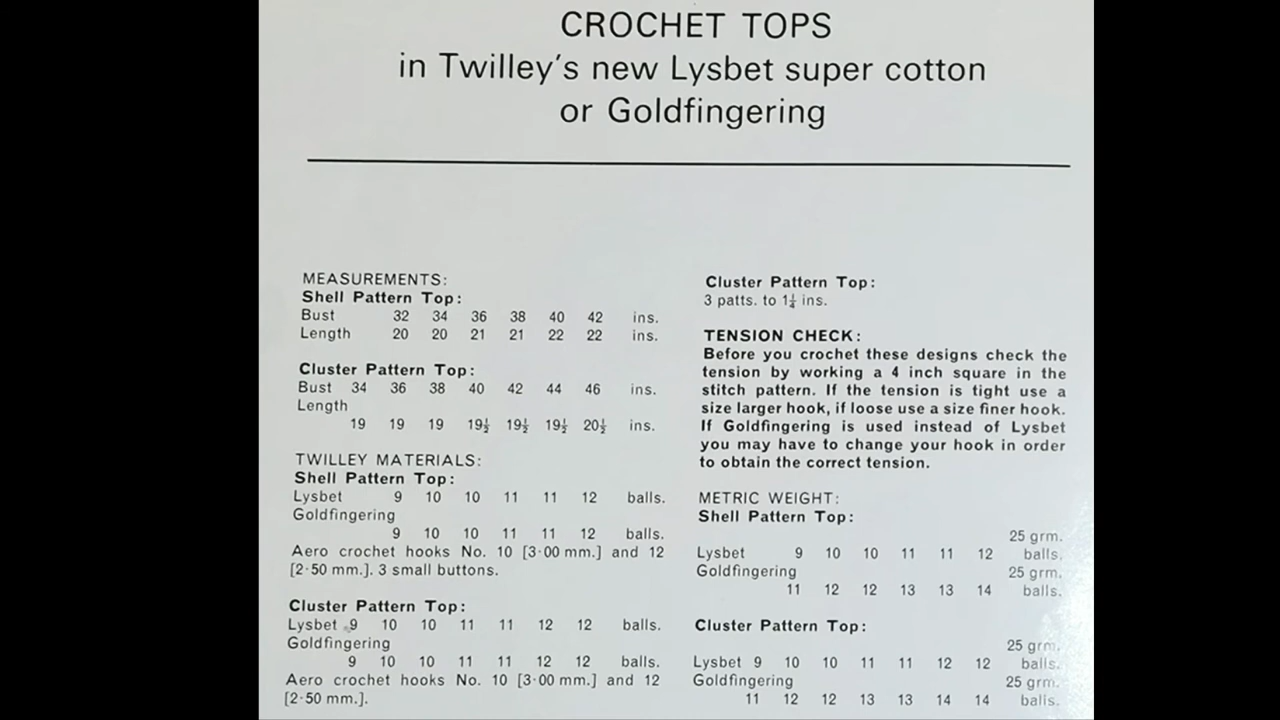 CROCHET TOPS
in Twilley's new Lysbet super cotton
or Goldfingering
MEASUREMENTS:
Shell Pattern Top:
Bust 32 34 36 38 40 42 ins.
Length 20 20 21 21 22 22 ins.
Cluster Pattern Top:
Bust 34 36 38 40 42 44 46 ins.
Length
19 19 19 19½ 19½ 19½ 20½ ins.
TWILLEY MATERIALS:
Shell Pattern Top:
Lysbet 9 10 10 11 11 12 balls.
Goldfingering
9 10 10 11 11 12 balls.
Aero crochet hooks No. 10 [3·00 mm.] and 12
[2·50 mm.]. 3 small buttons.
Cluster Pattern Top:
Lysbet 9 10 10 11 11 12 12 balls.
Goldfingering
9 10 10 11 11 12 12 balls.
Aero crochet hooks No. 10 [3·00 mm.] and 12
[2·50 mm.].
Cluster Pattern Top:
3 patts. to 1¼ ins.
TENSION CHECK:
Before you crochet these designs check the
tension by working a 4 inch square in the
stitch pattern. If the tension is tight use a
size larger hook, if loose use a size finer hook.
If Goldfingering is used instead of Lysbet
you may have to change your hook in order
to obtain the correct tension.
METRIC WEIGHT:
Shell Pattern Top:
25 grm.
Lysbet 9 10 10 11 11 12 balls.
Goldfingering 25 grm.
11 12 12 13 13 14 balls.
Cluster Pattern Top:
25 grm.
Lysbet 9 10 10 11 11 12 12 balls.
Goldfingering 25 grm.
11 12 12 13 13 14 14 balls.